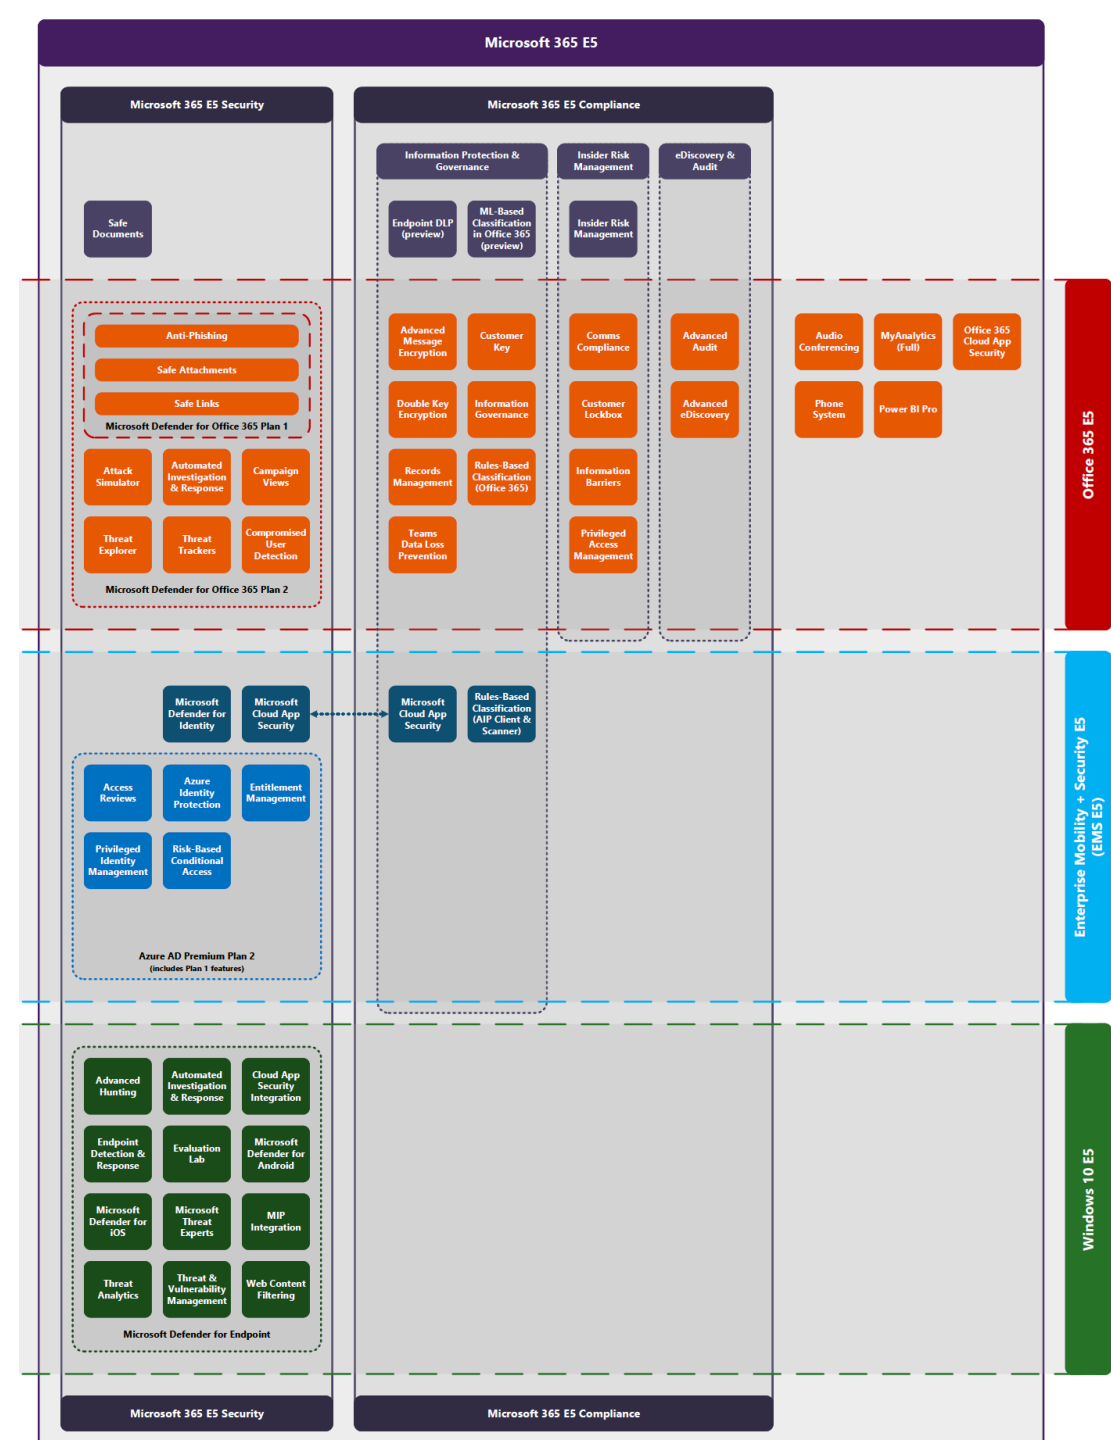 Microsoft 365 E5
Microsoft 365 E5 Security
Microsoft 365 E5 Compliance
Information Protection &
Governance
Insider Risk
Management
eDiscovery &
Audit
Safe
Documents
Endpoint DLP
(preview)
ML-Based
Classification
in Office 365
(preview)
Insider Risk
Management
Anti-Phishing
Safe Attachments
Safe Links
Microsoft Defender for Office 365 Plan 1
Attack
Simulator
Automated
Investigation
& Response
Campaign
Views
Threat
Explorer
Threat
Trackers
Compromised
User
Detection
Microsoft Defender for Office 365 Plan 2
Advanced
Message
Encryption
Customer
Key
Double Key
Encryption
Information
Governance
Records
Management
Rules-Based
Classification
(Office 365)
Teams
Data Loss
Prevention
Comms
Compliance
Customer
Lockbox
Information
Barriers
Privileged
Access
Management
Advanced
Audit
Advanced
eDiscovery
Audio
Conferencing
MyAnalytics
(Full)
Office 365
Cloud App
Security
Phone
System
Power BI Pro
Office 365 E5
Microsoft
Defender for
Identity
Microsoft
Cloud App
Security
Microsoft
Cloud App
Security
Rules-Based
Classification
(AIP Client &
Scanner)
Access
Reviews
Azure
Identity
Protection
Entitlement
Management
Privileged
Identity
Management
Risk-Based
Conditional
Access
Azure AD Premium Plan 2
(includes Plan 1 features)
Enterprise Mobility + Security E5
(EMS E5)
Advanced
Hunting
Automated
Investigation
& Response
Cloud App
Security
Integration
Endpoint
Detection &
Response
Evaluation
Lab
Microsoft
Defender for
Android
Microsoft
Defender for
iOS
Microsoft
Threat
Experts
MIP
Integration
Threat
Analytics
Threat &
Vulnerability
Management
Web Content
Filtering
Microsoft Defender for Endpoint
Windows 10 E5
Microsoft 365 E5 Security
Microsoft 365 E5 Compliance